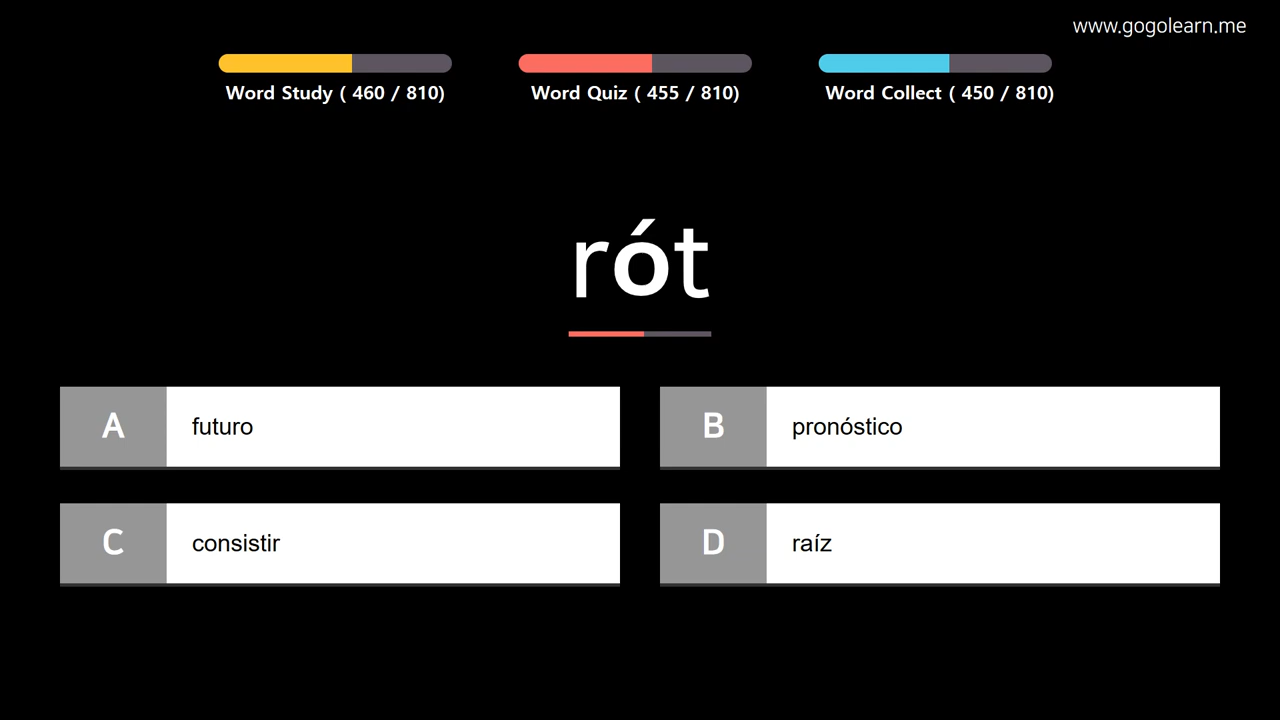 www.gogolearn.me
Word Study ( 460 / 810)
Word Quiz ( 455 / 810)
Word Collect ( 450 / 810)
rót
A futuro
B pronóstico
C consistir
D raíz